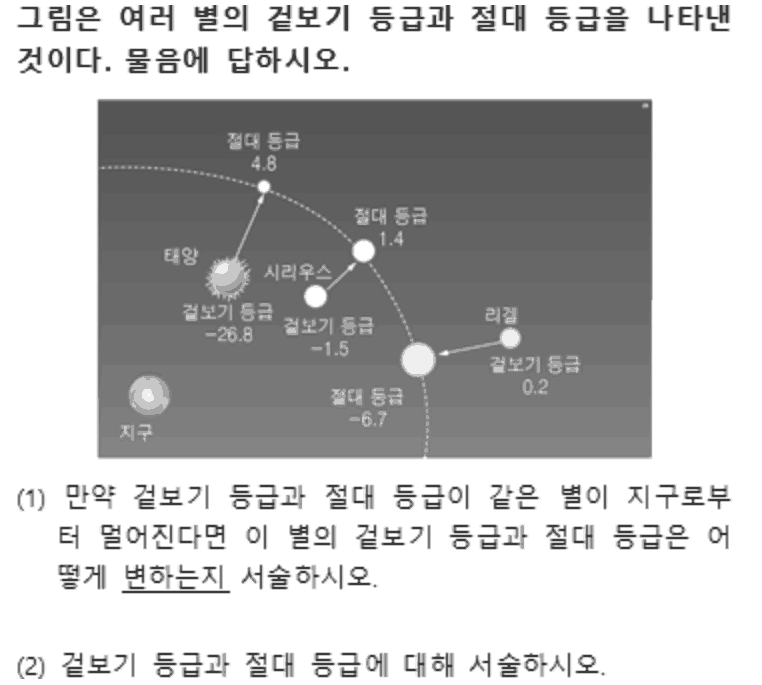 그림은 여러 별의 겉보기 등급과 절대 등급을 나타낸
것이다. 물음에 답하시오.
절대 등급
4.8
절대 등급
1.4
태양
시리우스
겉보기 등급
-26.8
겉보기 등급
-1.5
리겔
겉보기 등급
0.2
절대 등급
-6.7
지구
(1) 만약 겉보기 등급과 절대 등급이 같은 별이 지구로부
터 멀어진다면 이 별의 겉보기 등급과 절대 등급은 어
떻게 변하는지 서술하시오.
(2) 겉보기 등급과 절대 등급에 대해 서술하시오.